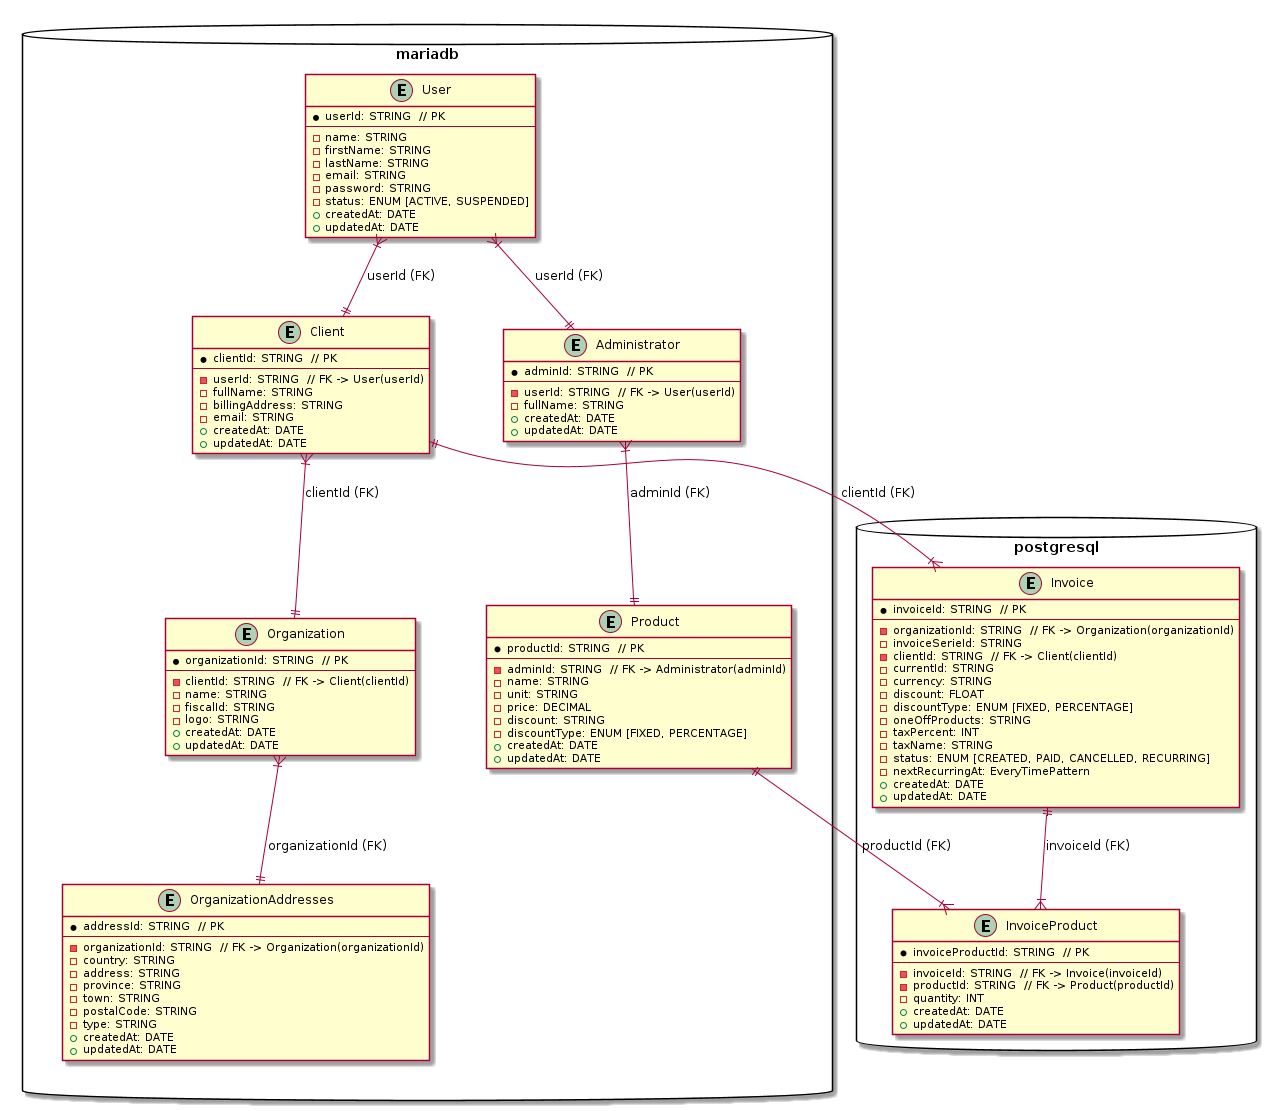 mariadb
E User
userId: STRING // PK
name: STRING
firstName: STRING
lastName: STRING
email: STRING
password: STRING
status: ENUM [ACTIVE, SUSPENDED]
createdAt: DATE
updatedAt: DATE
userId (FK)
userId (FK)
E Client
clientId: STRING // PK
userId: STRING // FK -> User(userId)
fullName: STRING
billingAddress: STRING
email: STRING
createdAt: DATE
updatedAt: DATE
E Administrator
adminId: STRING // PK
userId: STRING // FK -> User(userId)
fullName: STRING
createdAt: DATE
updatedAt: DATE
clientId (FK)
adminId (FK)
clientId (FK)
E Organization
organizationId: STRING // PK
clientId: STRING // FK -> Client(clientId)
name: STRING
fiscalId: STRING
logo: STRING
createdAt: DATE
updatedAt: DATE
E Product
productId: STRING // PK
adminId: STRING // FK -> Administrator(adminId)
name: STRING
unit: STRING
price: DECIMAL
discount: STRING
discountType: ENUM [FIXED, PERCENTAGE]
createdAt: DATE
updatedAt: DATE
postgresql
E Invoice
invoiceId: STRING // PK
organizationId: STRING // FK -> Organization(organizationId)
invoiceSerieId: STRING
clientId: STRING // FK -> Client(clientId)
currentId: STRING
currency: STRING
discount: FLOAT
discountType: ENUM [FIXED, PERCENTAGE]
oneOffProducts: STRING
taxPercent: INT
taxName: STRING
status: ENUM [CREATED, PAID, CANCELLED, RECURRING]
nextRecurringAt: EveryTimePattern
createdAt: DATE
updatedAt: DATE
organizationId (FK)
productId (FK)
invoiceId (FK)
E OrganizationAddresses
addressId: STRING // PK
organizationId: STRING // FK -> Organization(organizationId)
country: STRING
address: STRING
province: STRING
town: STRING
postalCode: STRING
type: STRING
createdAt: DATE
updatedAt: DATE
E InvoiceProduct
invoiceProductId: STRING // PK
invoiceId: STRING // FK -> Invoice(invoiceId)
productId: STRING // FK -> Product(productId)
quantity: INT
createdAt: DATE
updatedAt: DATE